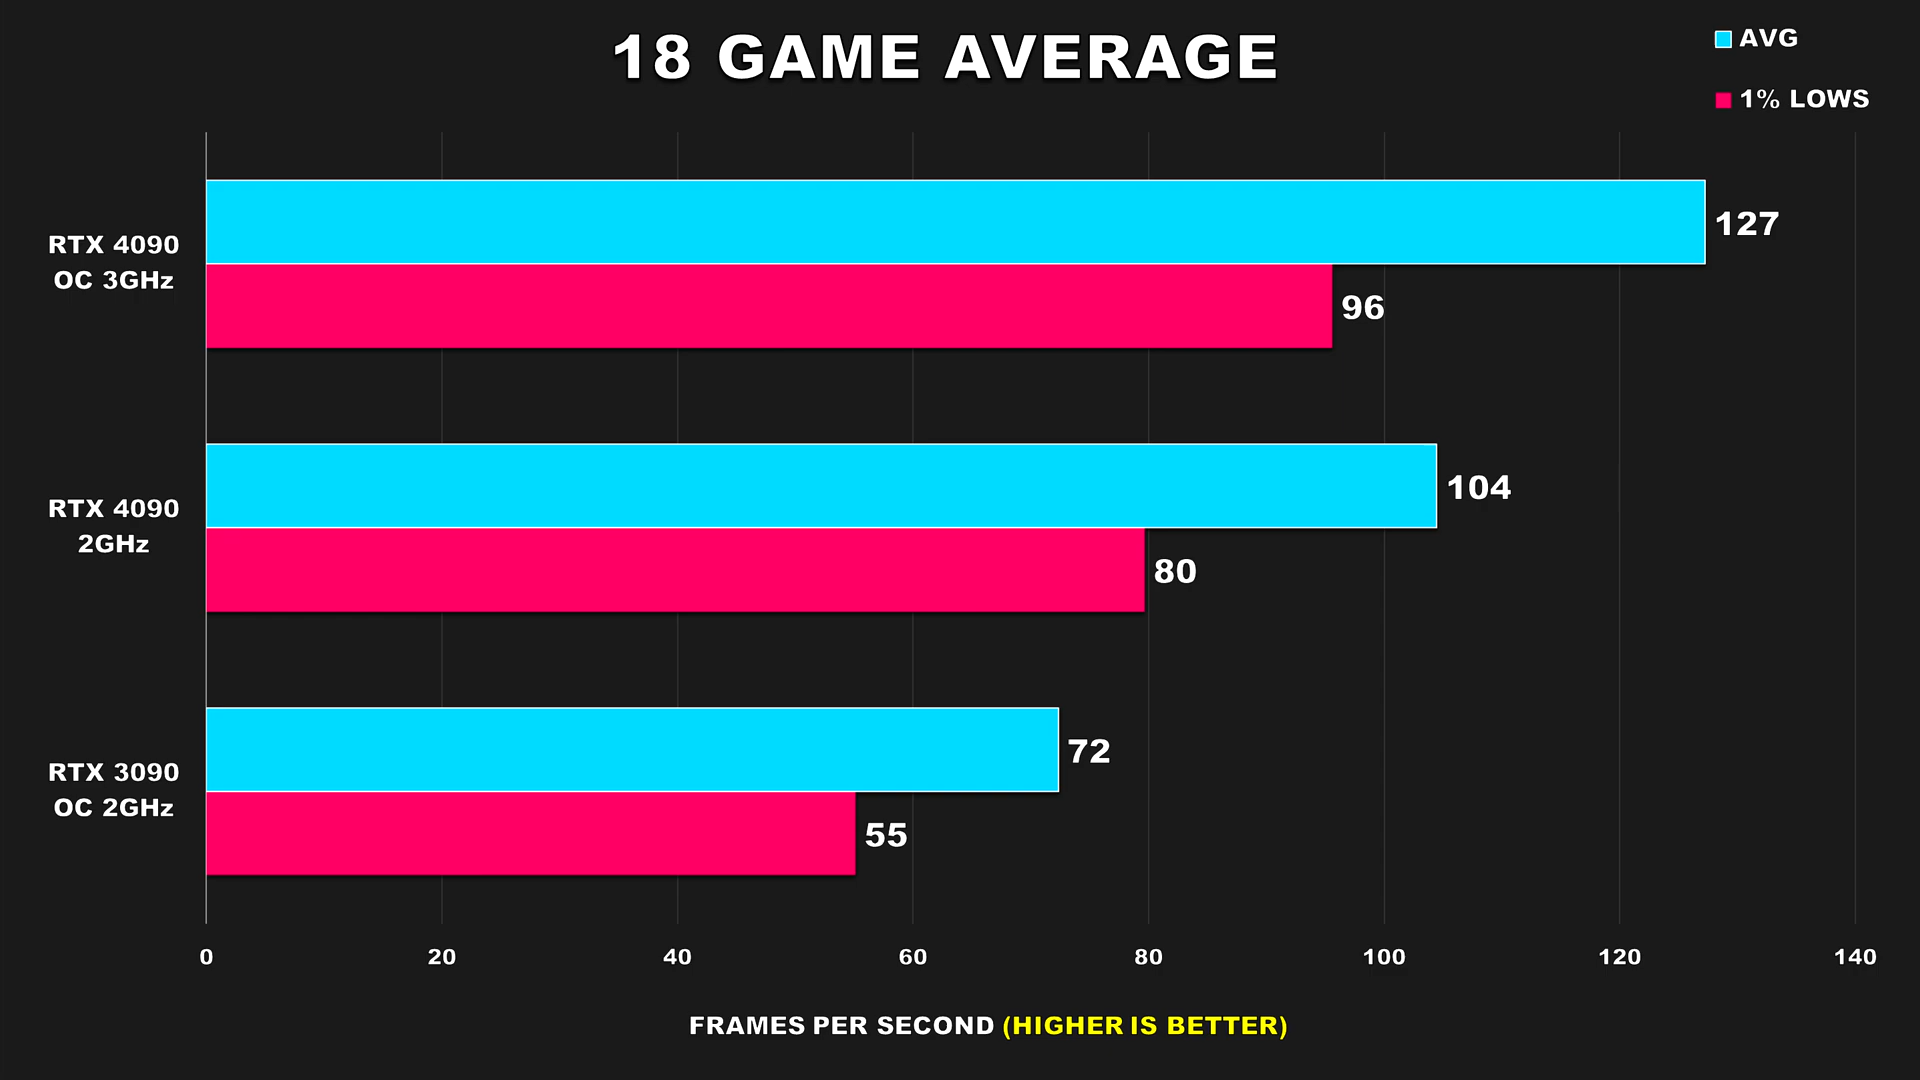 18 GAME AVERAGE
AVG
1% LOWS
RTX 4090
OC 3GHz
127
96
RTX 4090
2GHz
104
80
RTX 3090
OC 2GHz
72
55
0 20 40 60 80 100 120 140
FRAMES PER SECOND (HIGHER IS BETTER)